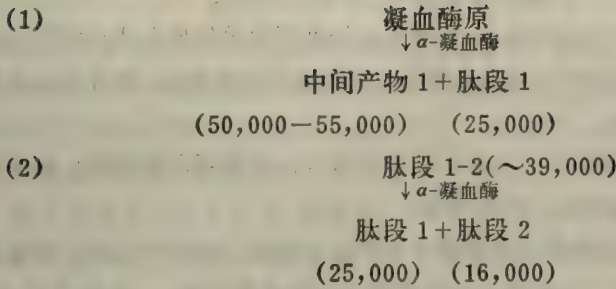 (1) 凝血酶原
↓α-凝血酶
中间产物 1+肽段 1
(50,000-55,000) (25,000)
(2) 肽段 1-2(~39,000)
↓α-凝血酶
肽段 1+肽段 2
(25,000) (16,000)